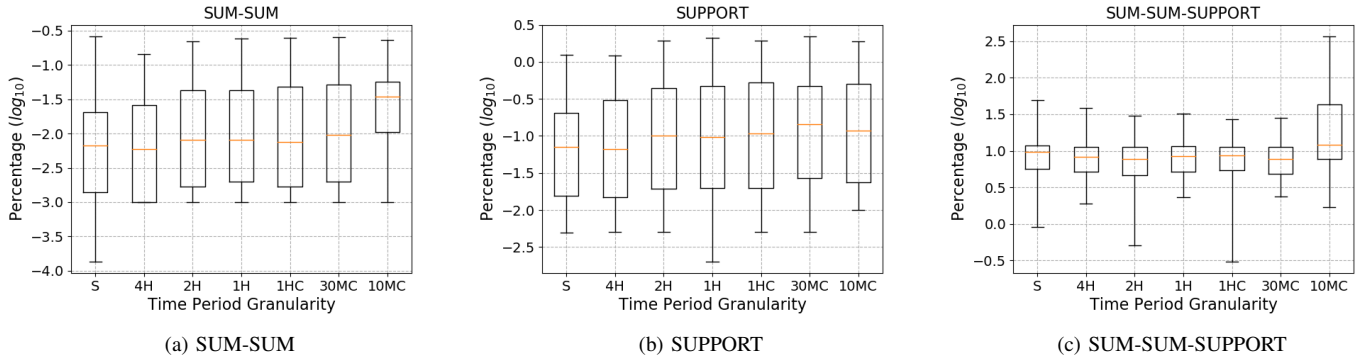 SUM-SUM
Percentage (log10)
−0.5
−1.0
−1.5
−2.0
−2.5
−3.0
−3.5
−4.0
S 4H 2H 1H 1HC 30MC 10MC
Time Period Granularity
(a) SUM-SUM
SUPPORT
Percentage (log10)
0.5
0.0
−0.5
−1.0
−1.5
−2.0
−2.5
S 4H 2H 1H 1HC 30MC 10MC
Time Period Granularity
(b) SUPPORT
SUM-SUM-SUPPORT
Percentage (log10)
2.5
2.0
1.5
1.0
0.5
0.0
−0.5
S 4H 2H 1H 1HC 30MC 10MC
Time Period Granularity
(c) SUM-SUM-SUPPORT